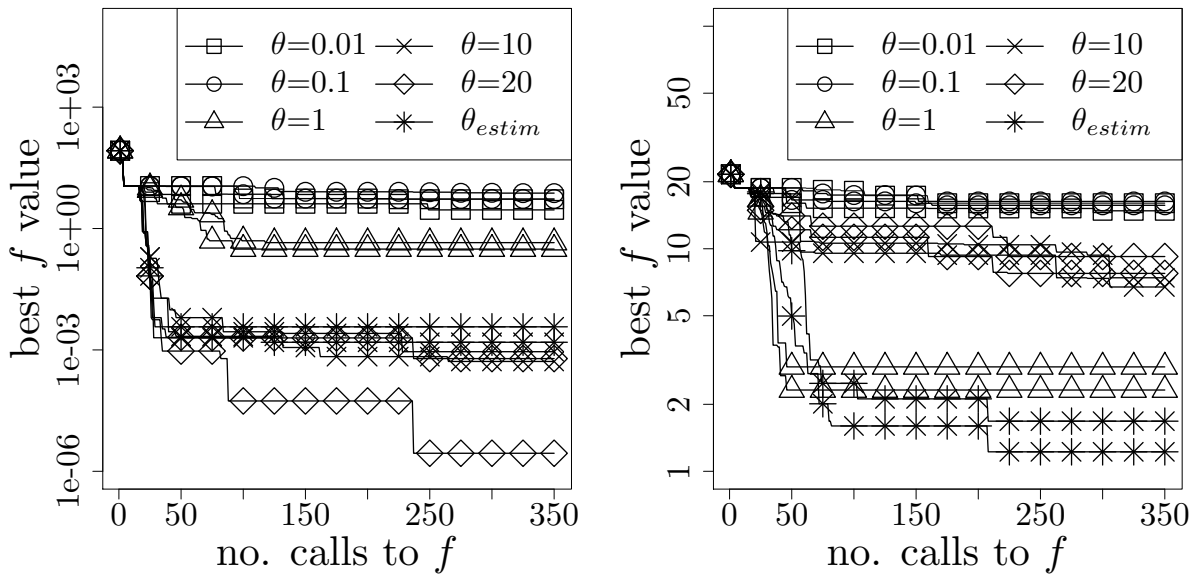 θ=0.01 θ=10
θ=0.1 θ=20
θ=1 θestim
best f value
1e+03
1e+00
1e-03
1e-06
0 50 150 250 350
no. calls to f
θ=0.01 θ=10
θ=0.1 θ=20
θ=1 θestim
best f value
50
20
10
5
2
1
0 50 150 250 350
no. calls to f